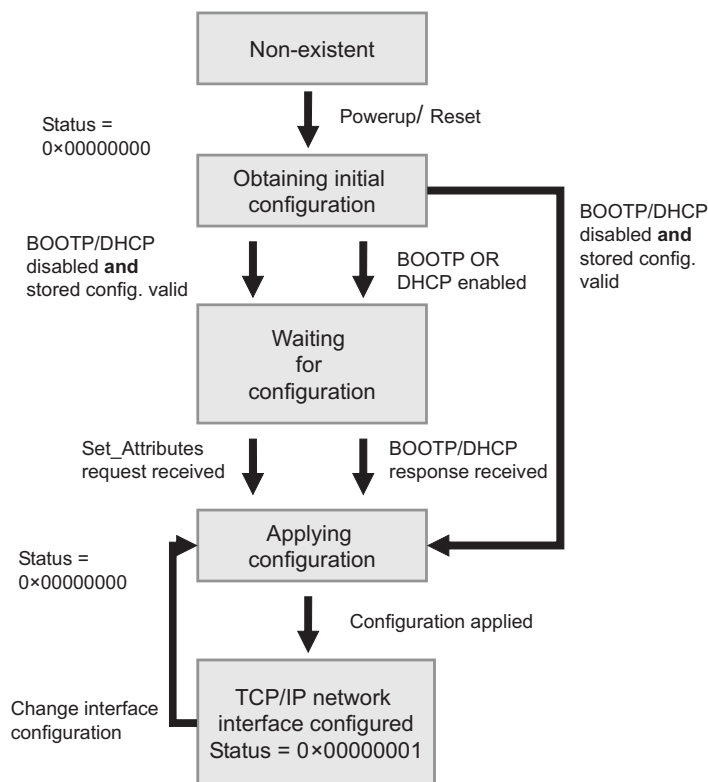 Non-existent
Powerup/ Reset
Status =
0×00000000
Obtaining initial
configuration
BOOTP/DHCP
disabled and
stored config. valid
BOOTP OR
DHCP enabled
BOOTP/DHCP
disabled and
stored config.
valid
Waiting
for
configuration
Set_Attributes
request received
BOOTP/DHCP
response received
Applying
configuration
Status =
0×00000000
Configuration applied
TCP/IP network
interface configured
Status = 0×00000001
Change interface
configuration